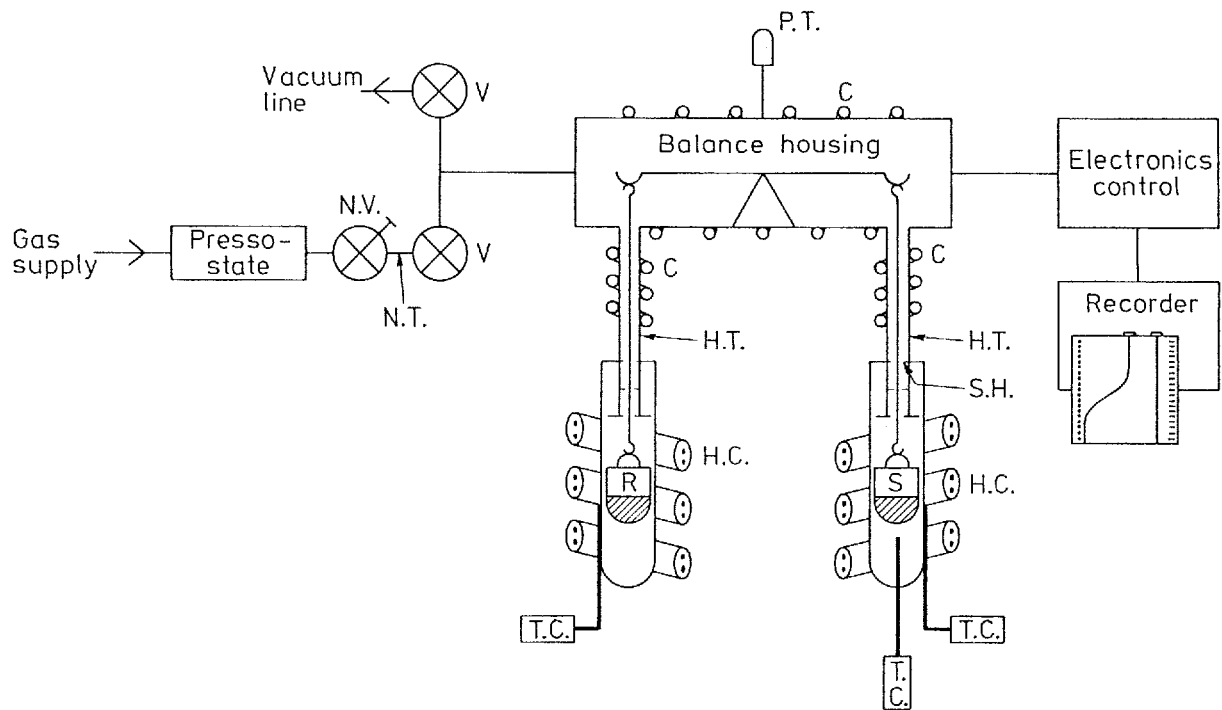 P.T.
Vacuum
line
V
C
Balance housing
Electronics
control
N.V.
Gas
supply
Presso-
state
V
N.T.
C
C
Recorder
H.T.
H.T.
S.H.
H.C.
R
S
H.C.
T.C.
T.C.
T.
C.